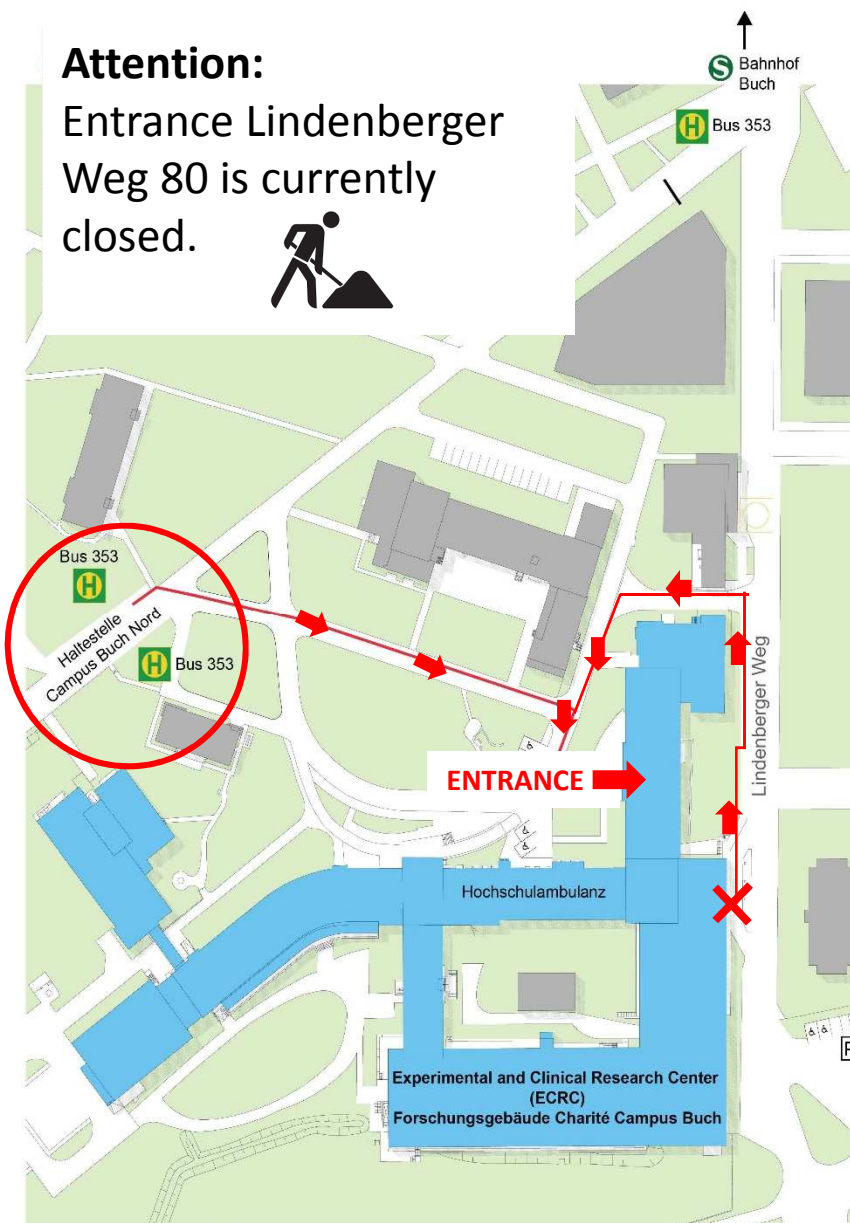 Attention:
Entrance Lindenberger
Weg 80 is currently
closed.
S
Bahnhof
Buch
H
Bus 353
Bus 353
H
Haltestelle
Campus Buch Nord
H
Bus 353
ENTRANCE
Lindenberger Weg
Hochschulambulanz
P
Experimental and Clinical Research Center
(ECRC)
Forschungsgebäude Charité Campus Buch